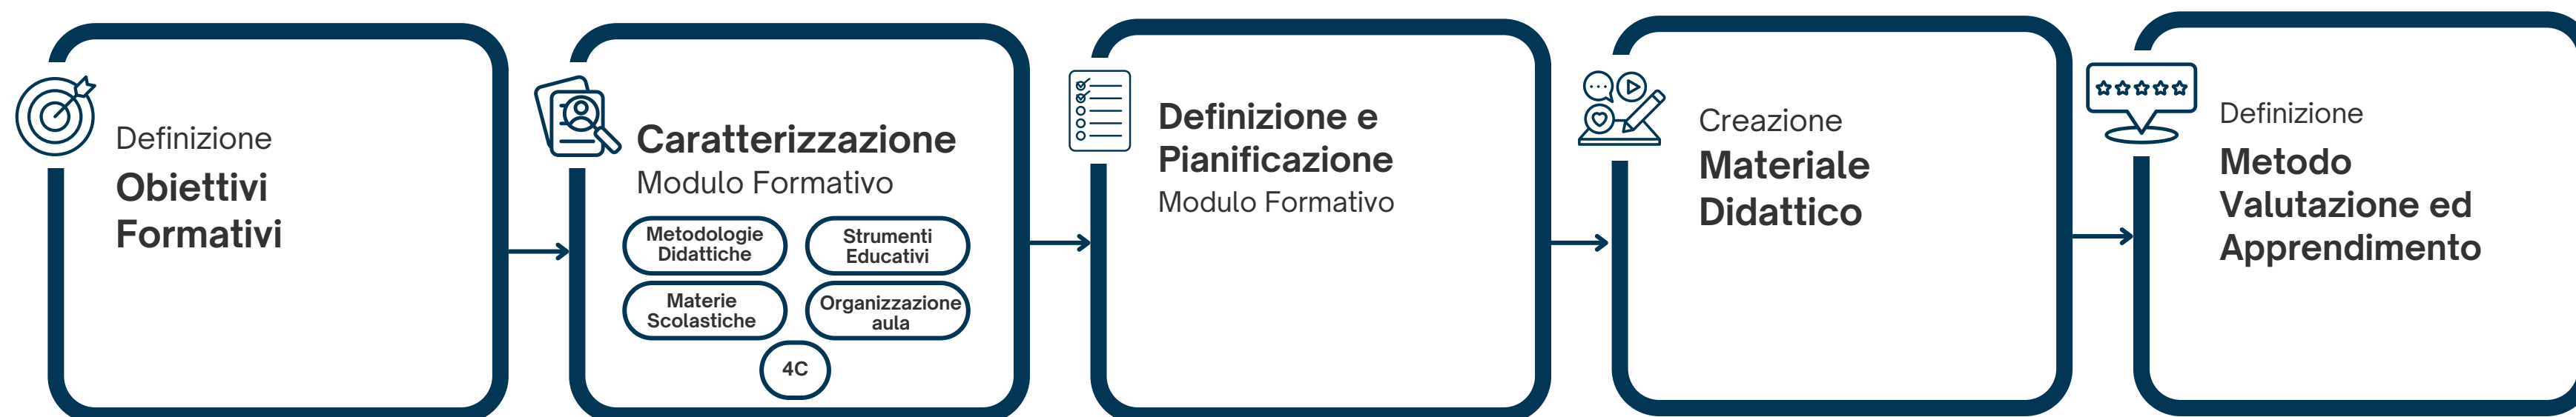 Definizione
Obiettivi
Formativi
Caratterizzazione
Modulo Formativo
Metodologie
Didattiche
Strumenti
Educativi
Materie
Scolastiche
Organizzazione
aula
4C
Definizione e
Pianificazione
Modulo Formativo
Creazione
Materiale
Didattico
Definizione
Metodo
Valutazione ed
Apprendimento